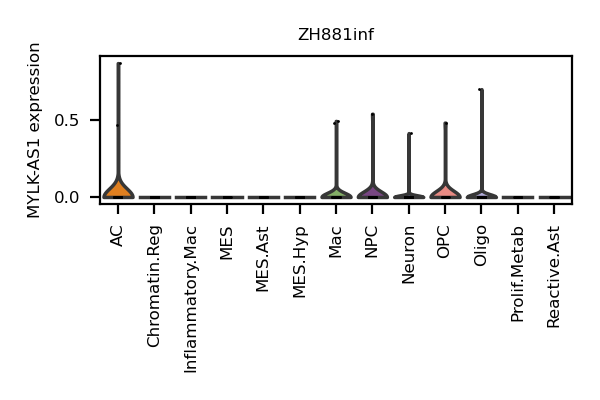 ZH881inf
MYLK-AS1 expression
0.5
0.0
AC
Chromatin.Reg
Inflammatory.Mac
MES
MES.Ast
MES.Hyp
Mac
NPC
Neuron
OPC
Oligo
Prolif.Metab
Reactive.Ast